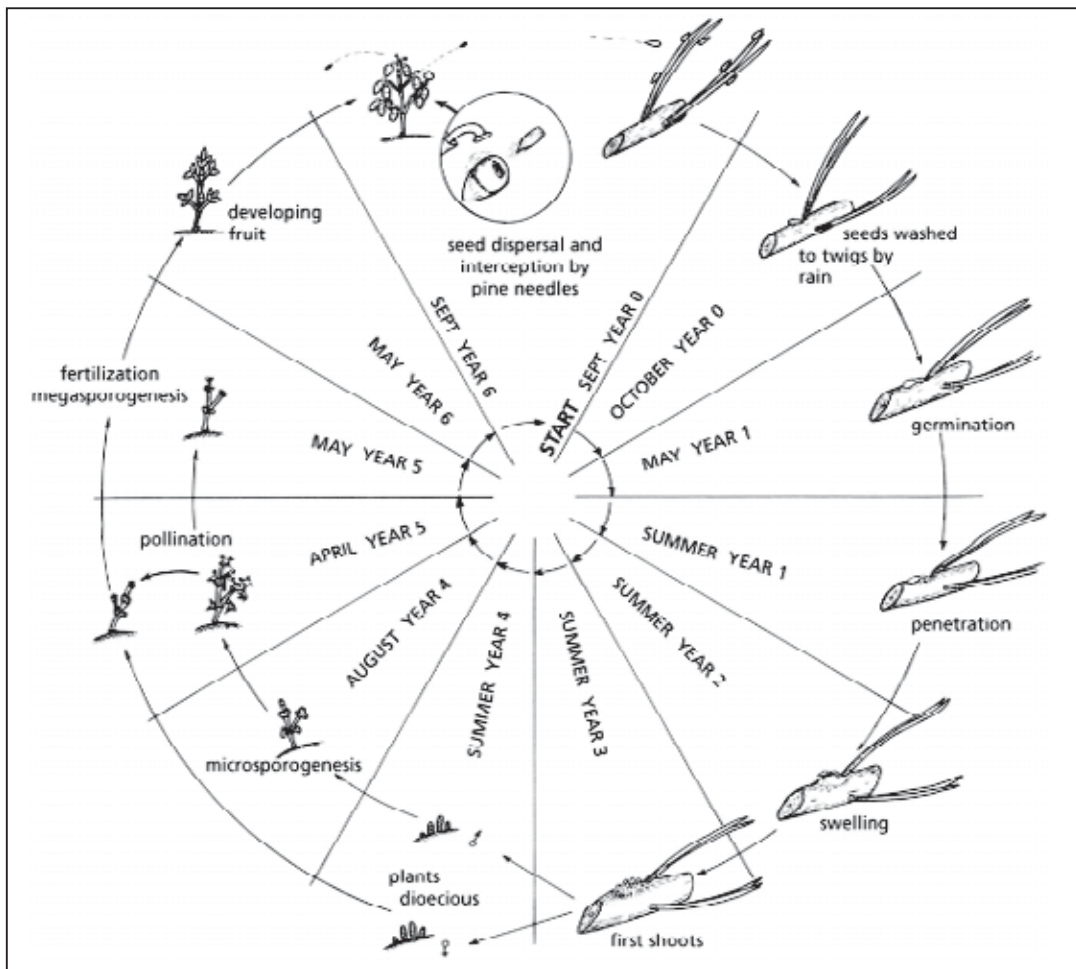 seed dispersal and
interception by
pine needles
START SEPT YEAR 0
seeds washed
to twigs by
rain
OCTOBER YEAR 0
germination
MAY YEAR 1
penetration
SUMMER YEAR 1
swelling
SUMMER YEAR 2
first shoots
SUMMER YEAR 3
plants
dioecious
SUMMER YEAR 4
microsporogenesis
AUGUST YEAR 4
pollination
APRIL YEAR 5
fertilization
megasporogenesis
MAY YEAR 5
developing
fruit
MAY YEAR 6
SEPT YEAR 6